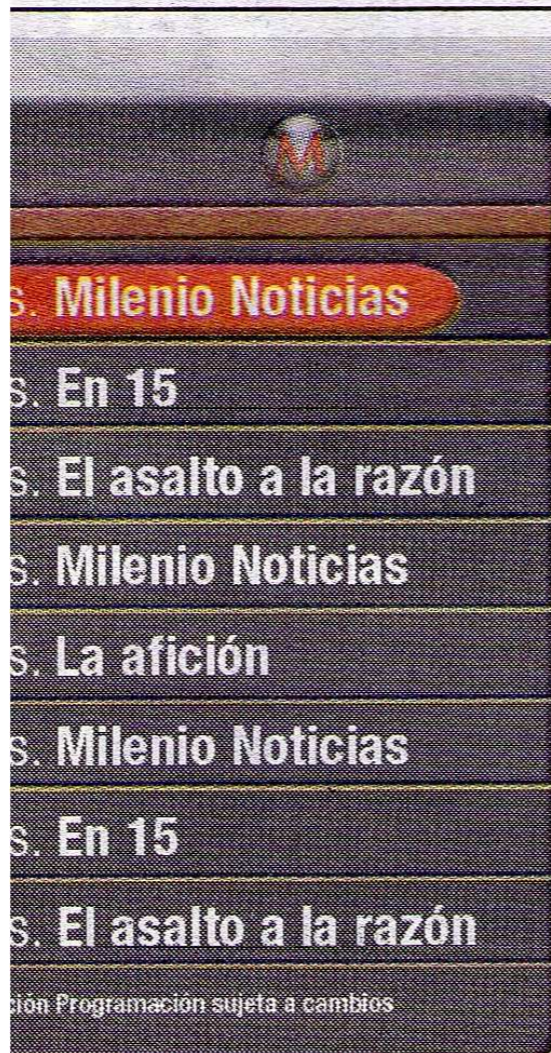 M
s. Milenio Noticias
s. En 15
s. El asalto a la razón
s. Milenio Noticias
s. La afición
s. Milenio Noticias
s. En 15
s. El asalto a la razón
ción Programación sujeta a cambios